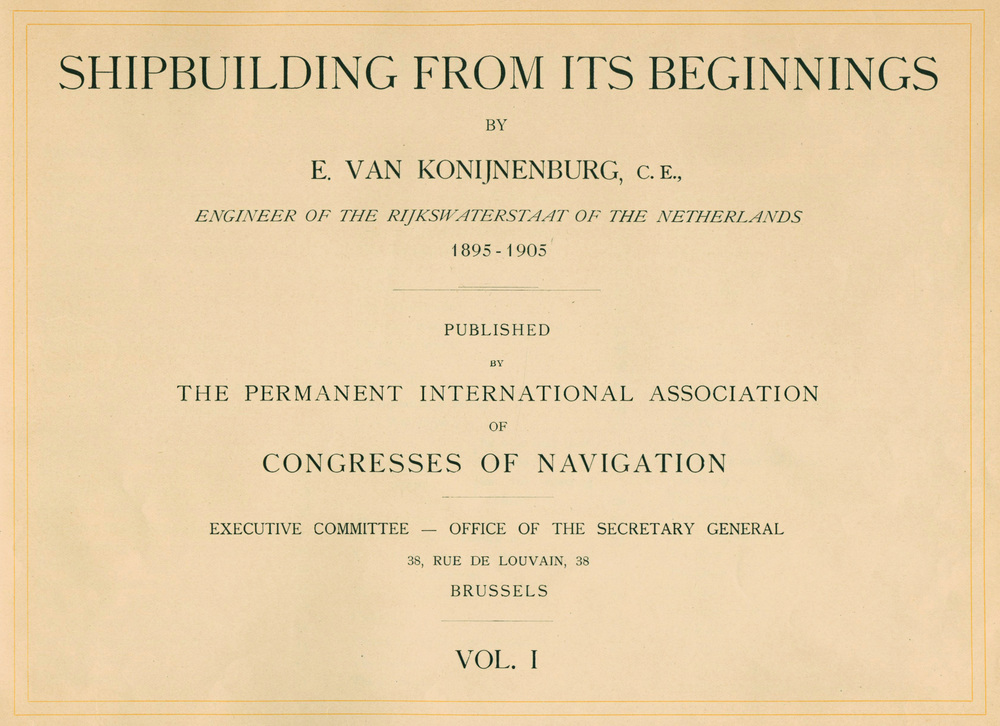 SHIPBUILDING FROM ITS BEGINNINGS
BY
E. VAN KONIJNENBURG, C. E.,
ENGINEER OF THE RIJKSWATERSTAAT OF THE NETHERLANDS
1895-1905
PUBLISHED
BY
THE PERMANENT INTERNATIONAL ASSOCIATION
OF
CONGRESSES OF NAVIGATION
EXECUTIVE COMMITTEE — OFFICE OF THE SECRETARY GENERAL
38, RUE DE LOUVAIN, 38
BRUSSELS
VOL. I